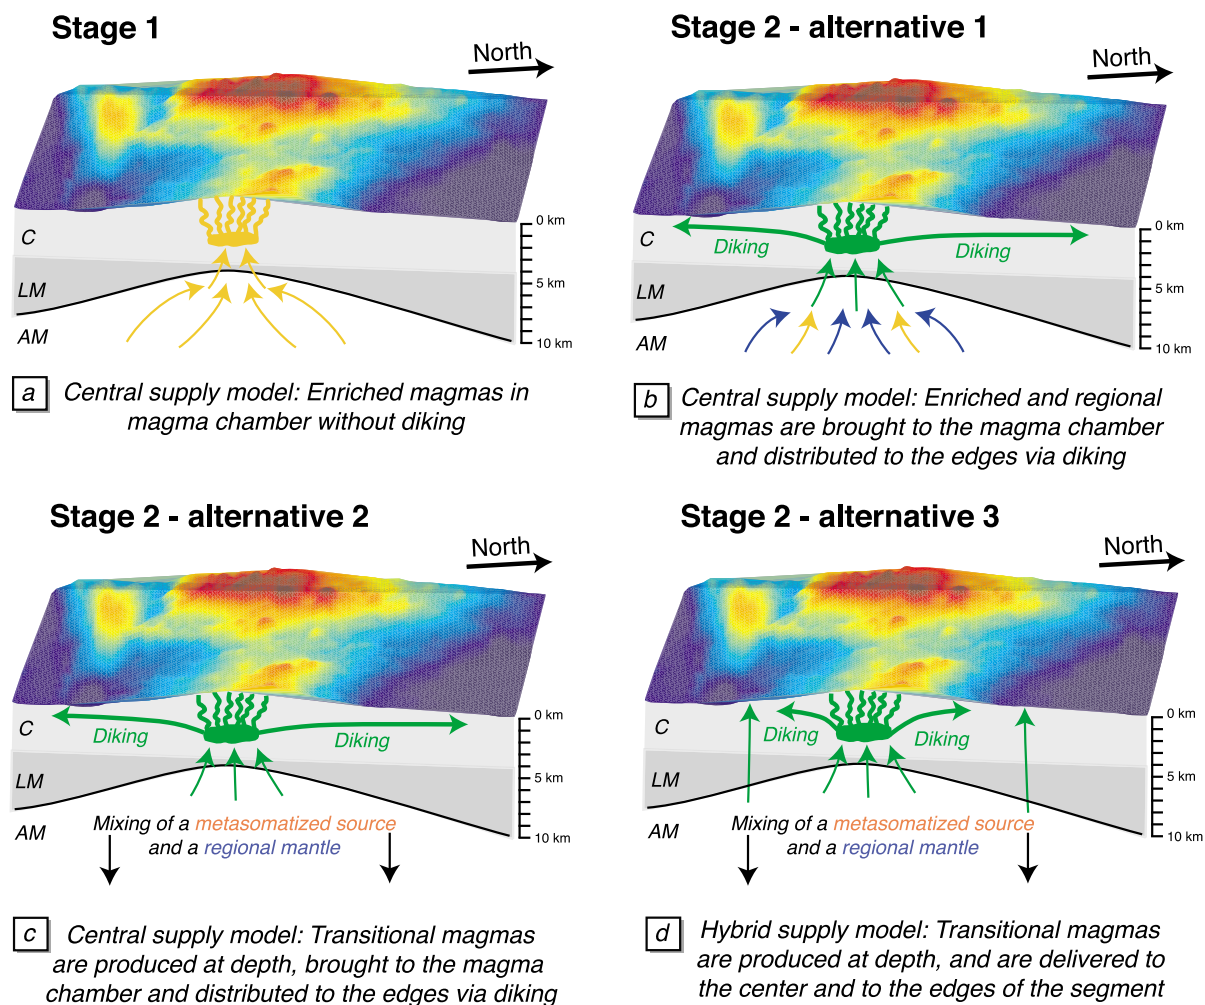 Stage 1
North
C
LM
AM
0 km
5 km
10 km
a
Central supply model: Enriched magmas in
magma chamber without diking
Stage 2 - alternative 1
North
C
LM
AM
Diking
Diking
0 km
5 km
10 km
b
Central supply model: Enriched and regional
magmas are brought to the magma chamber
and distributed to the edges via diking
Stage 2 - alternative 2
North
C
LM
AM
Diking
Diking
0 km
5 km
10 km
Mixing of a metasomatized source
and a regional mantle
c
Central supply model: Transitional magmas
are produced at depth, brought to the magma
chamber and distributed to the edges via diking
Stage 2 - alternative 3
North
C
LM
AM
Diking
Diking
0 km
5 km
10 km
Mixing of a metasomatized source
and a regional mantle
d
Hybrid supply model: Transitional magmas
are produced at depth, and are delivered to
the center and to the edges of the segment